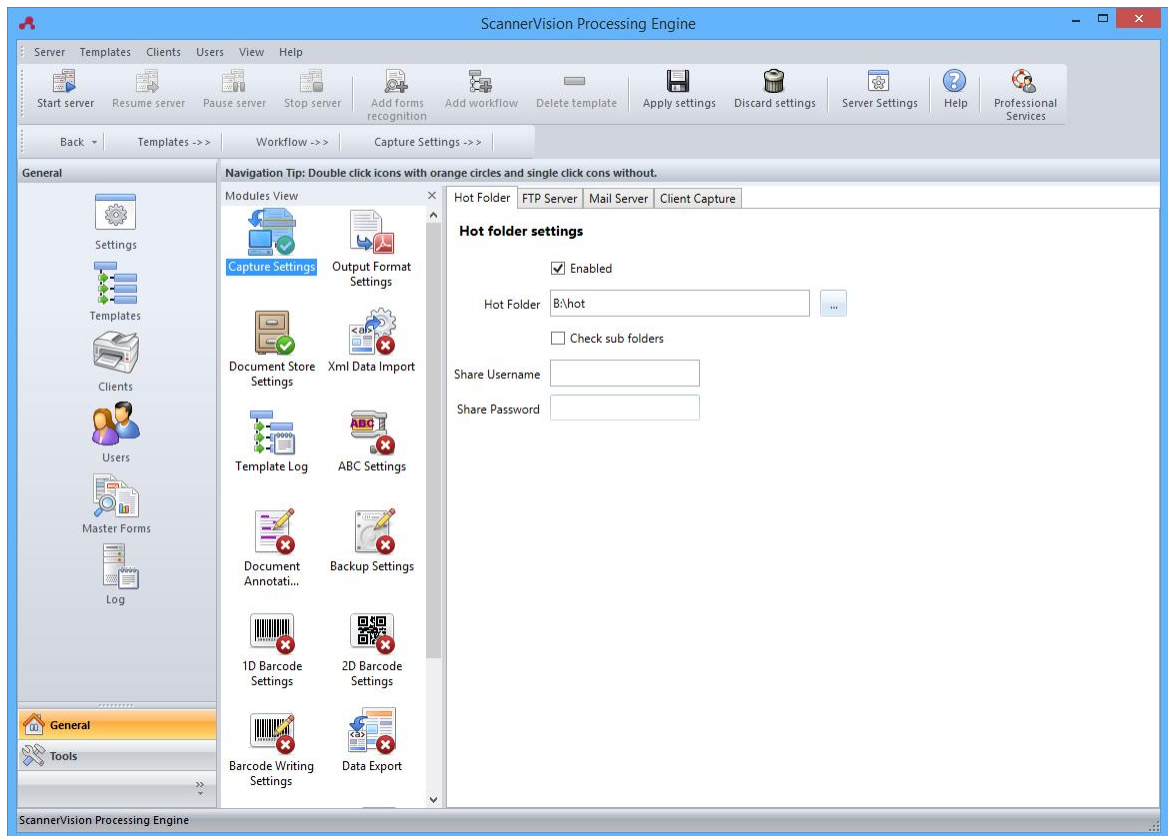 ScannerVision Processing Engine
Server Templates Clients Users View Help
Start server Resume server Pause server Stop server Add forms recognition Add workflow Delete template Apply settings Discard settings Server Settings Help Professional Services
Back Templates ->> Workflow ->> Capture Settings ->>
General
Navigation Tip: Double click icons with orange circles and single click cons without.
Settings
Templates
Clients
Users
Master Forms
Log
General
Tools
Modules View
Capture Settings
Output Format
Settings
Document Store
Settings
Xml Data Import
Template Log
ABC Settings
Document
Annotati...
Backup Settings
1D Barcode
Settings
2D Barcode
Settings
Barcode Writing
Settings
Data Export
Hot Folder FTP Server Mail Server Client Capture
Hot folder settings
Enabled
Hot Folder B:\hot ...
Check sub folders
Share Username
Share Password
ScannerVision Processing Engine